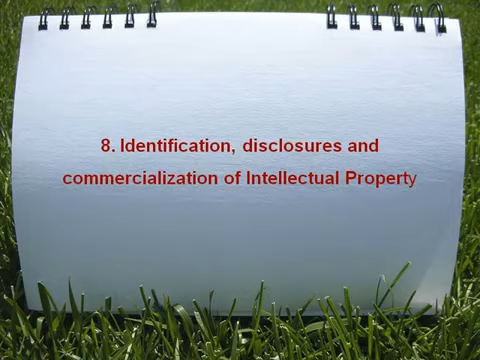 8. Identification, disclosures and
commercialization of Intellectual Property